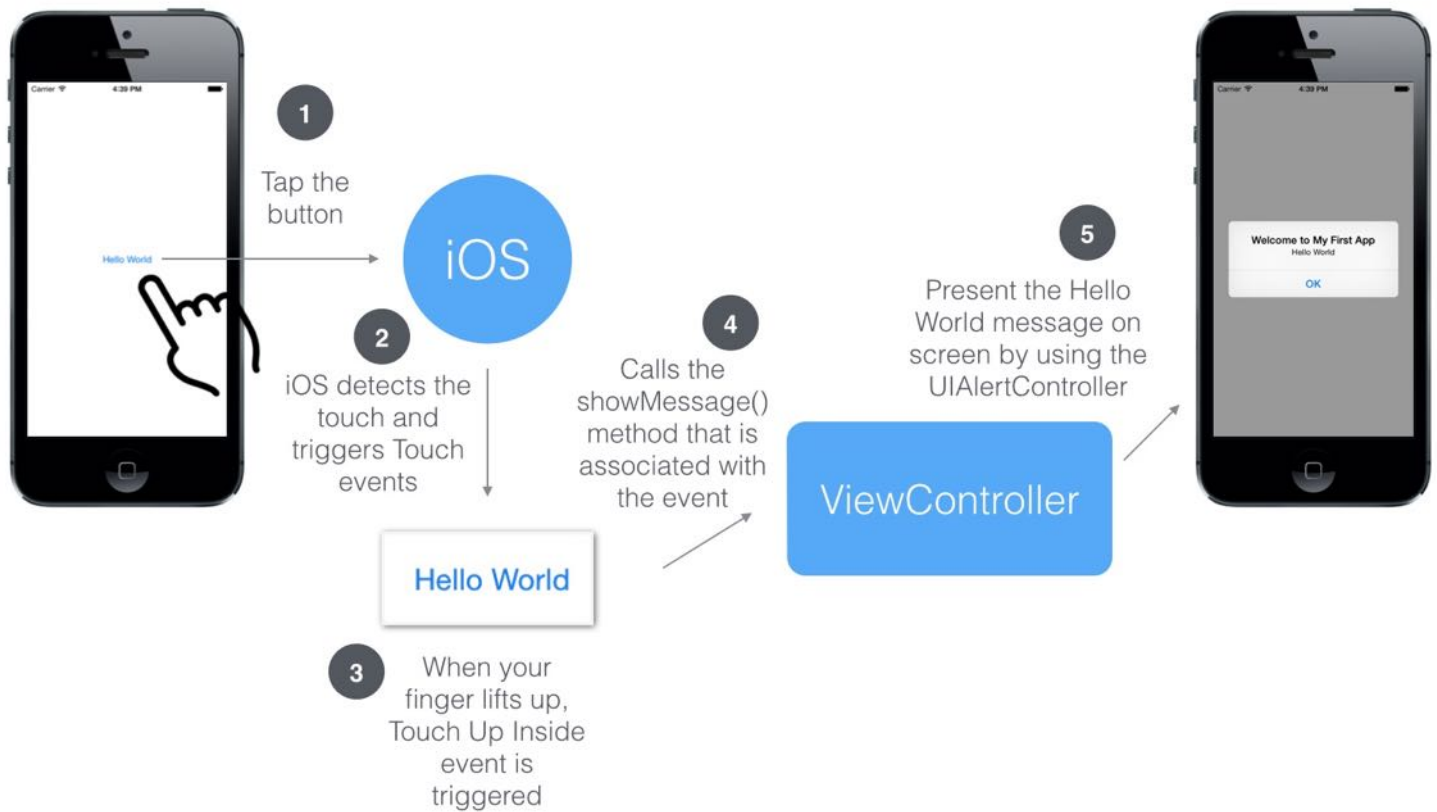 Carrier 4:39 PM
Hello World
1
Tap the
button
iOS
2
iOS detects the
touch and
triggers Touch
events
Hello World
3
When your
finger lifts up,
Touch Up Inside
event is
triggered
4
Calls the
showMessage()
method that is
associated with
the event
ViewController
5
Present the Hello
World message on
screen by using the
UIAlertController
Carrier 4:39 PM
Welcome to My First App
Hello World
OK